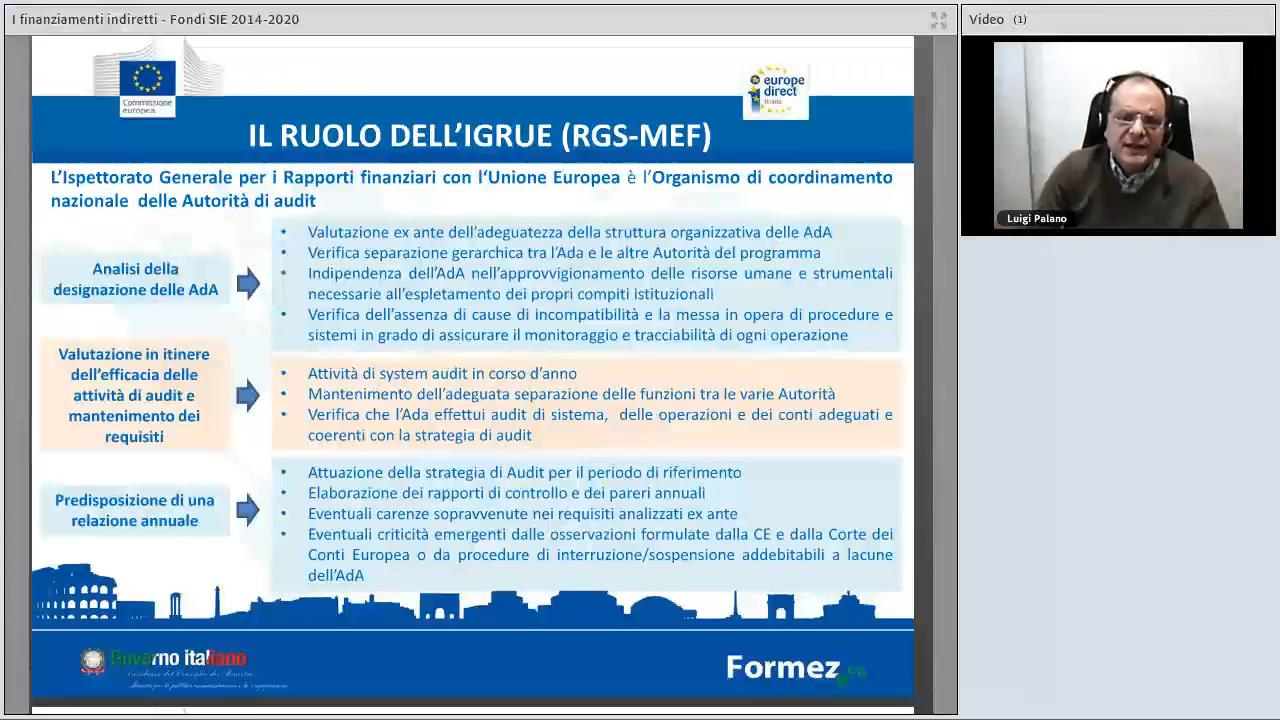 I finanziamenti indiretti - Fondi SIE 2014-2020
Video (1)
Commissione
europea
europe
direct
Roma
IL RUOLO DELL'IGRUE (RGS-MEF)
L'Ispettorato Generale per i Rapporti finanziari con l'Unione Europea è l'Organismo di coordinamento
nazionale delle Autorità di audit
Analisi della
designazione delle AdA
• Valutazione ex ante dell'adeguatezza della struttura organizzativa delle AdA
• Verifica separazione gerarchica tra l'Ada e le altre Autorità del programma
• Indipendenza dell'AdA nell'approvvigionamento delle risorse umane e strumentali
necessarie all'espletamento dei propri compiti istituzionali
• Verifica dell'assenza di cause di incompatibilità e la messa in opera di procedure e
sistemi in grado di assicurare il monitoraggio e tracciabilità di ogni operazione
Valutazione in itinere
dell'efficacia delle
attività di audit e
mantenimento dei
requisiti
• Attività di system audit in corso d'anno
• Mantenimento dell'adeguata separazione delle funzioni tra le varie Autorità
• Verifica che l'Ada effettui audit di sistema, delle operazioni e dei conti adeguati e
coerenti con la strategia di audit
Predisposizione di una
relazione annuale
• Attuazione della strategia di Audit per il periodo di riferimento
• Elaborazione dei rapporti di controllo e dei pareri annuali
• Eventuali carenze sopravvenute nei requisiti analizzati ex ante
• Eventuali criticità emergenti dalle osservazioni formulate dalla CE e dalla Corte dei
Conti Europea o da procedure di interruzione/sospensione addebitabili a lacune
dell'AdA
Governo italiano
Formez
Luigi Palano